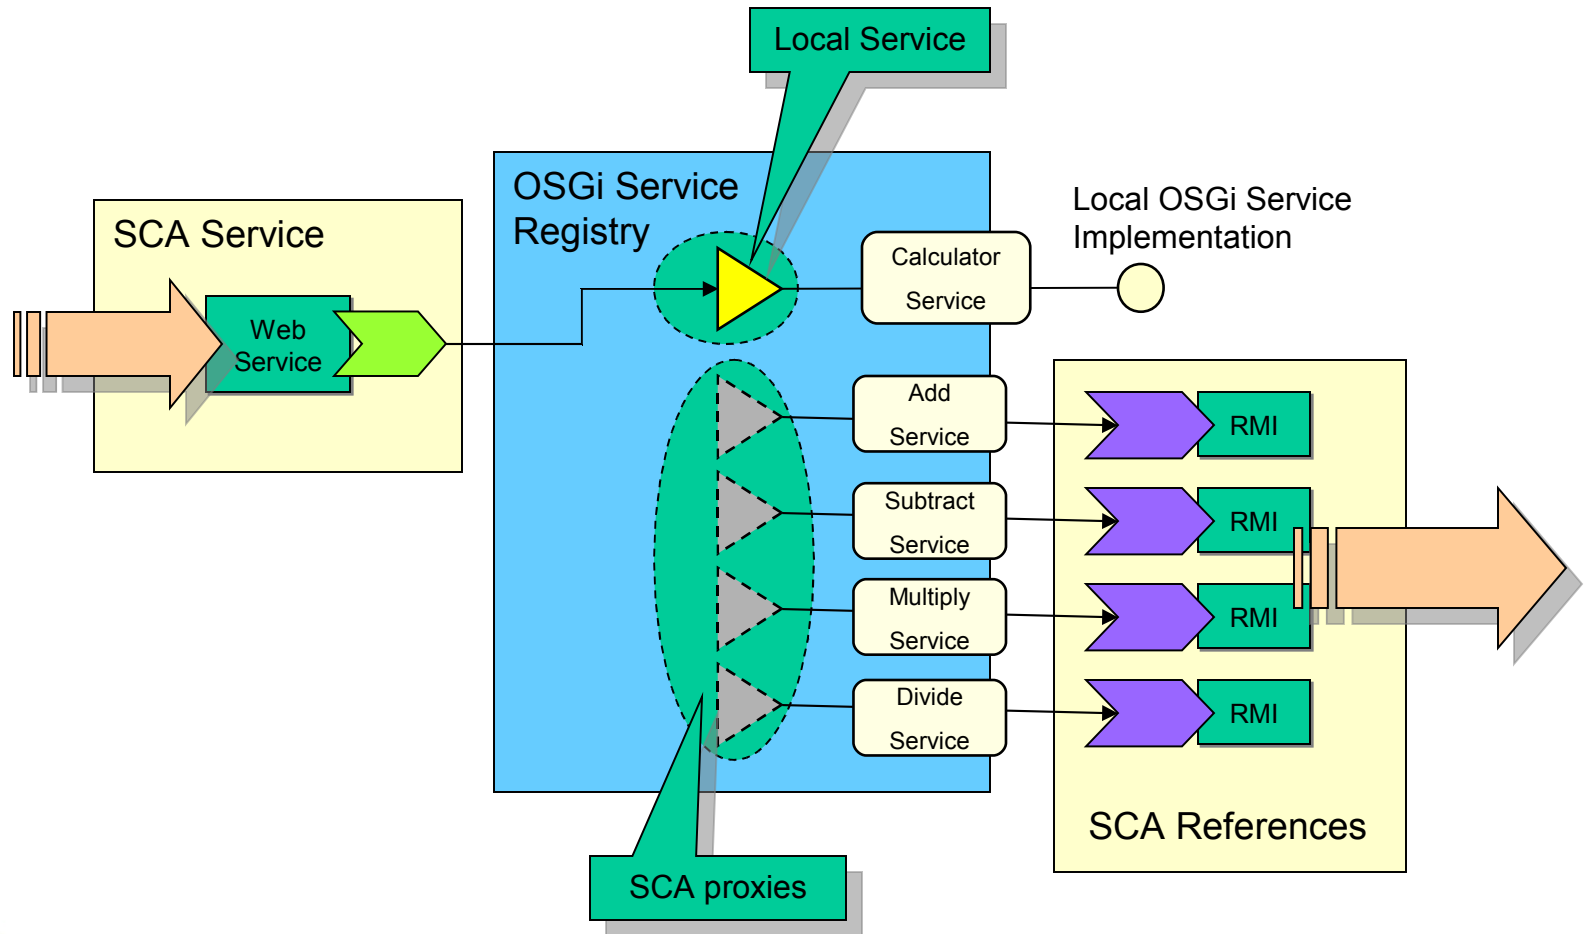 Local Service
OSGi Service
Registry
SCA Service
Web
Service
Calculator
Service
Local OSGi Service
Implementation
Add
Service
RMI
Subtract
Service
RMI
Multiply
Service
RMI
Divide
Service
RMI
SCA References
SCA proxies